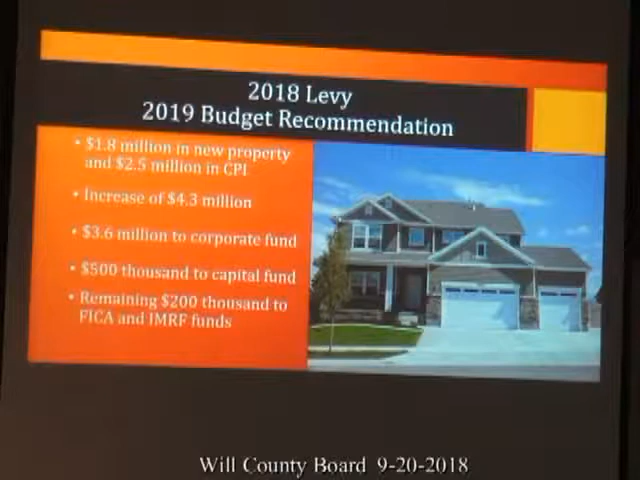 2018 Levy
2019 Budget Recommendation
• $1.8 million in new property
and $2.5 million in CPI
• Increase of $4.3 million
• $3.6 million to corporate fund
• $500 thousand to capital fund
• Remaining $200 thousand to
FICA and IMRF funds
Will County Board 9-20-2018